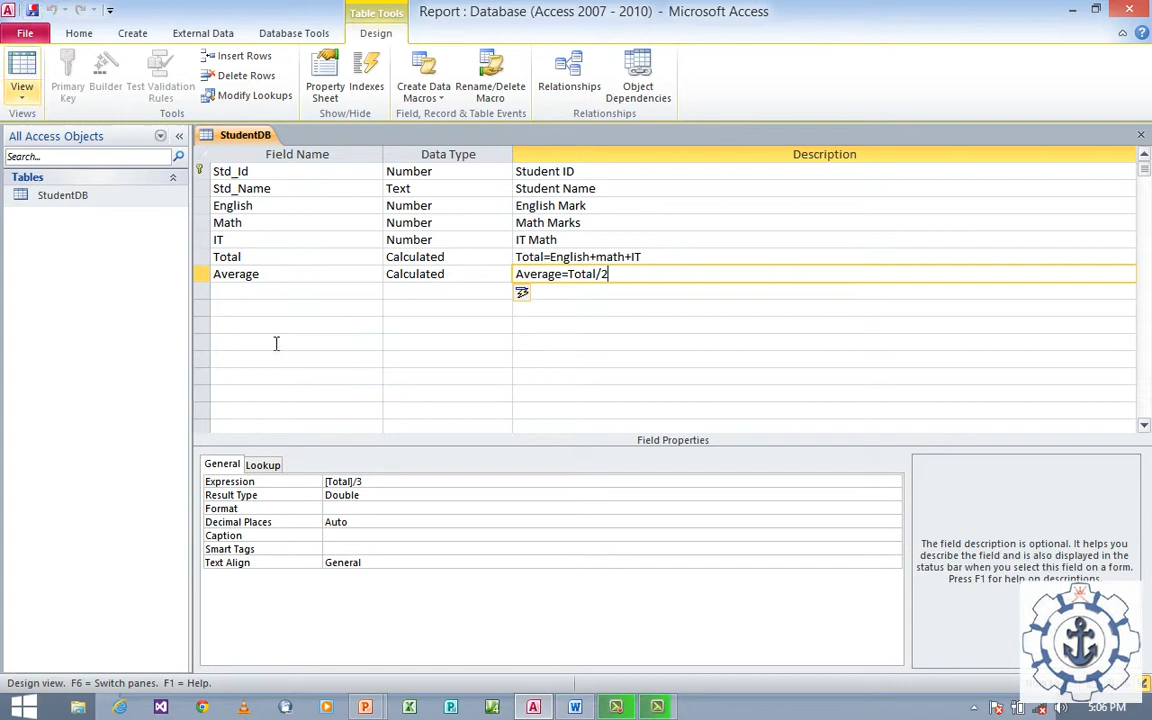 Table Tools
Report : Database (Access 2007 - 2010) - Microsoft Access
File
Home
Create
External Data
Database Tools
Design
View
Primary Key
Builder
Test Validation Rules
Insert Rows
Delete Rows
Modify Lookups
Property Sheet
Indexes
Create Data Macros
Rename/Delete Macro
Relationships
Object Dependencies
Views
Tools
Show/Hide
Field, Record & Table Events
Relationships
All Access Objects
StudentDB
Search...
Tables
StudentDB
Field Name Data Type Description
Std_Id Number Student ID
Std_Name Text Student Name
English Number English Mark
Math Number Math Marks
IT Number IT Math
Total Calculated Total=English+math+IT
Average Calculated Average=Total/2
Field Properties
General Lookup
Expression [Total]/3
Result Type Double
Format
Decimal Places Auto
Caption
Smart Tags
Text Align General
The field description is optional. It helps you
describe the field and is also displayed in the
status bar when you select this field on a form.
Press F1 for help on descriptions.
Design view. F6 = Switch panes. F1 = Help.
5:06 PM